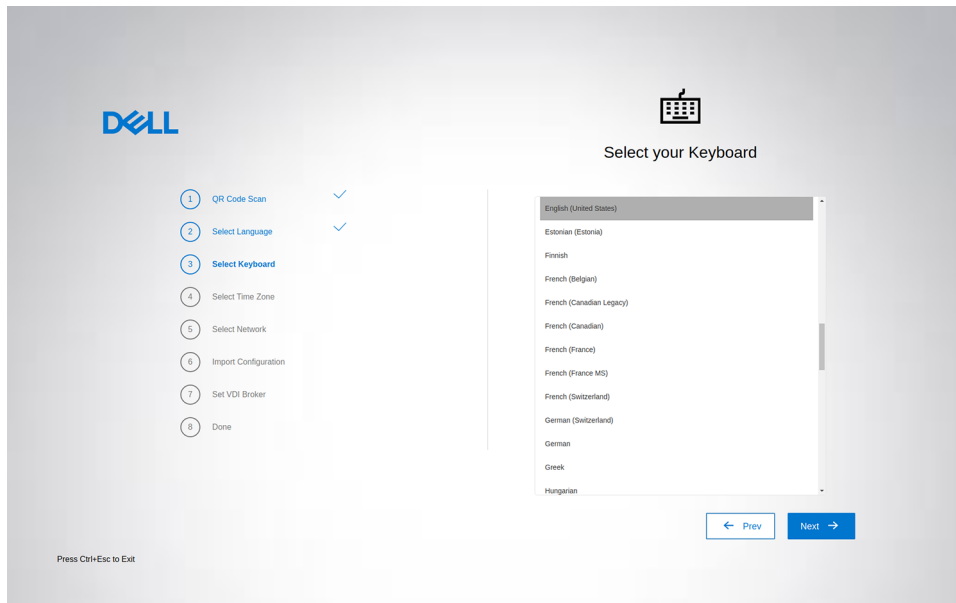 DELL
Select your Keyboard
1 QR Code Scan
2 Select Language
3 Select Keyboard
4 Select Time Zone
5 Select Network
6 Import Configuration
7 Set VDI Broker
8 Done
English (United States)
Estonian (Estonia)
Finnish
French (Belgian)
French (Canadian Legacy)
French (Canadian)
French (France)
French (France MS)
French (Switzerland)
German (Switzerland)
German
Greek
Hungarian
Prev
Next
Press Ctrl+Esc to Exit